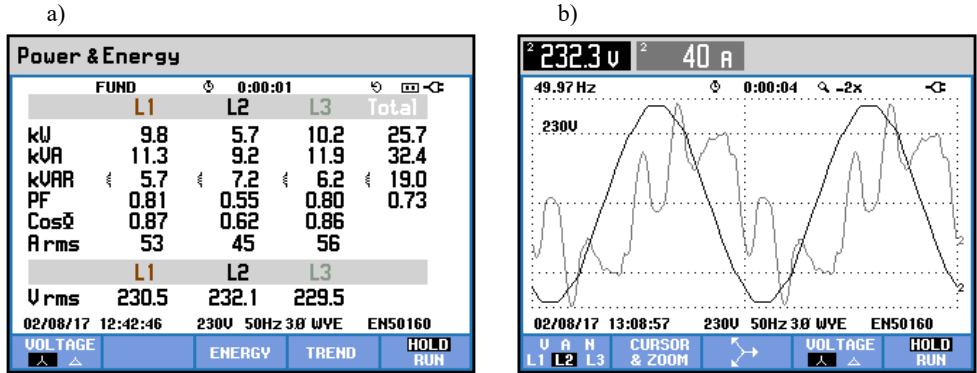 a)
Power & Energy
FUND 0:00:01
L1 L2 L3 Total
kW 9.8 5.7 10.2 25.7
kVA 11.3 9.2 11.9 32.4
kVAR 5.7 7.2 6.2 19.0
PF 0.81 0.55 0.80 0.73
CosΦ 0.87 0.62 0.86
A rms 53 45 56
L1 L2 L3
V rms 230.5 232.1 229.5
02/08/17 12:42:46 230V 50Hz 3Ø WYE EN50160
VOLTAGE ENERGY TREND HOLD
RUN
b)
2 232.3 V 2 40 A
49.97 Hz 0:00:04 -2x
230V
2
2
02/08/17 13:08:57 230V 50Hz 3Ø WYE EN50160
V A N CURSOR VOLTAGE HOLD
L1 L2 L3 & ZOOM RUN